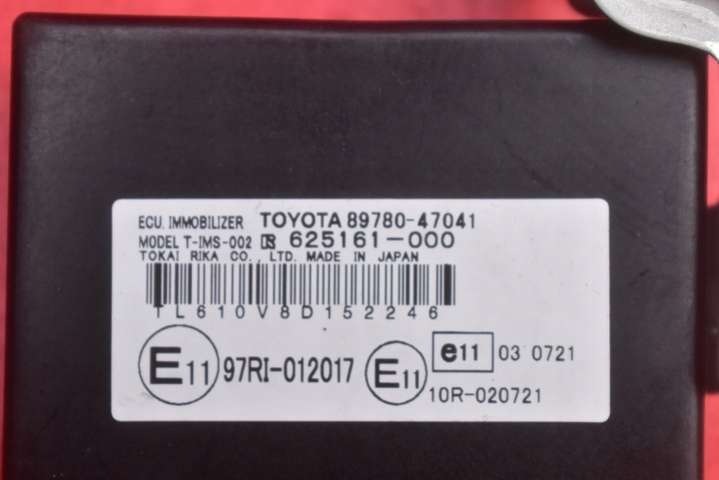 ECU. IMMOBILIZER TOYOTA 89780-47041
MODEL T-IMS-002 625161-000
TOKAI RIKA CO., LTD. MADE IN JAPAN
TL610V8D152246
E11 97RI-012017 E11 e11 03 0721
10R-020721